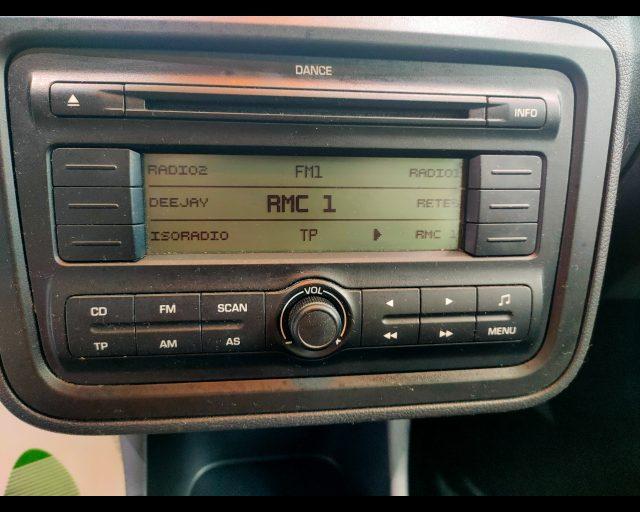 DANCE
INFO
RADIO2 FM1 RADIO1
DEEJAY RMC 1 RETE
ISORADIO TP RMC 1
VOL
CD FM SCAN
TP AM AS MENU